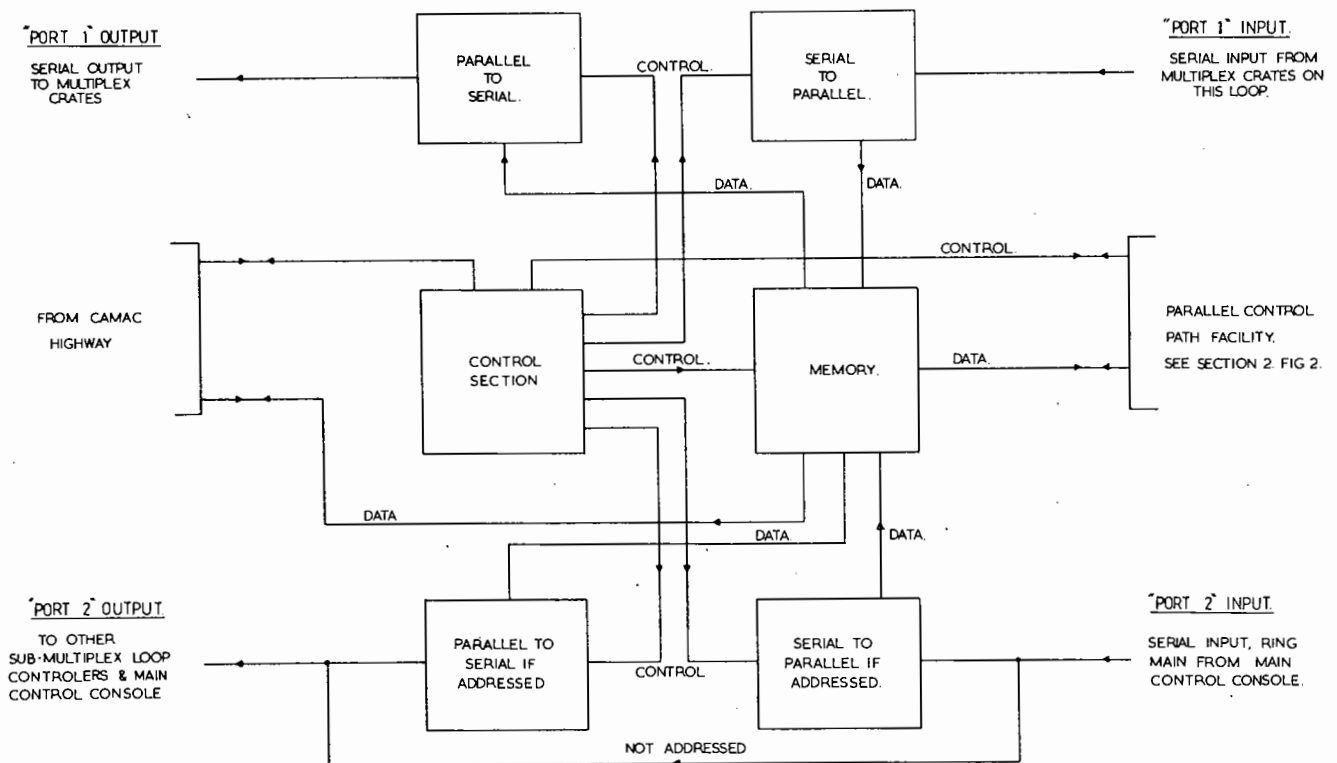 "PORT 1" OUTPUT
SERIAL OUTPUT
TO MULTIPLEX
CRATES
PARALLEL
TO
SERIAL.
CONTROL.
SERIAL
TO
PARALLEL.
"PORT 1" INPUT.
SERIAL INPUT FROM
MULTIPLEX CRATES ON
THIS LOOP.
DATA.
DATA.
CONTROL.
FROM CAMAC
HIGHWAY
CONTROL
SECTION
CONTROL.
MEMORY.
DATA.
PARALLEL CONTROL
PATH FACILITY.
SEE SECTION 2. FIG 2.
DATA
DATA.
DATA.
"PORT 2" OUTPUT.
TO OTHER
SUB-MULTIPLEX LOOP
CONTROLERS & MAIN
CONTROL CONSOLE
PARALLEL TO
SERIAL IF
ADDRESSED
CONTROL
SERIAL TO
PARALLEL IF
ADDRESSED.
"PORT 2" INPUT.
SERIAL INPUT, RING
MAIN FROM MAIN
CONTROL CONSOLE.
NOT ADDRESSED